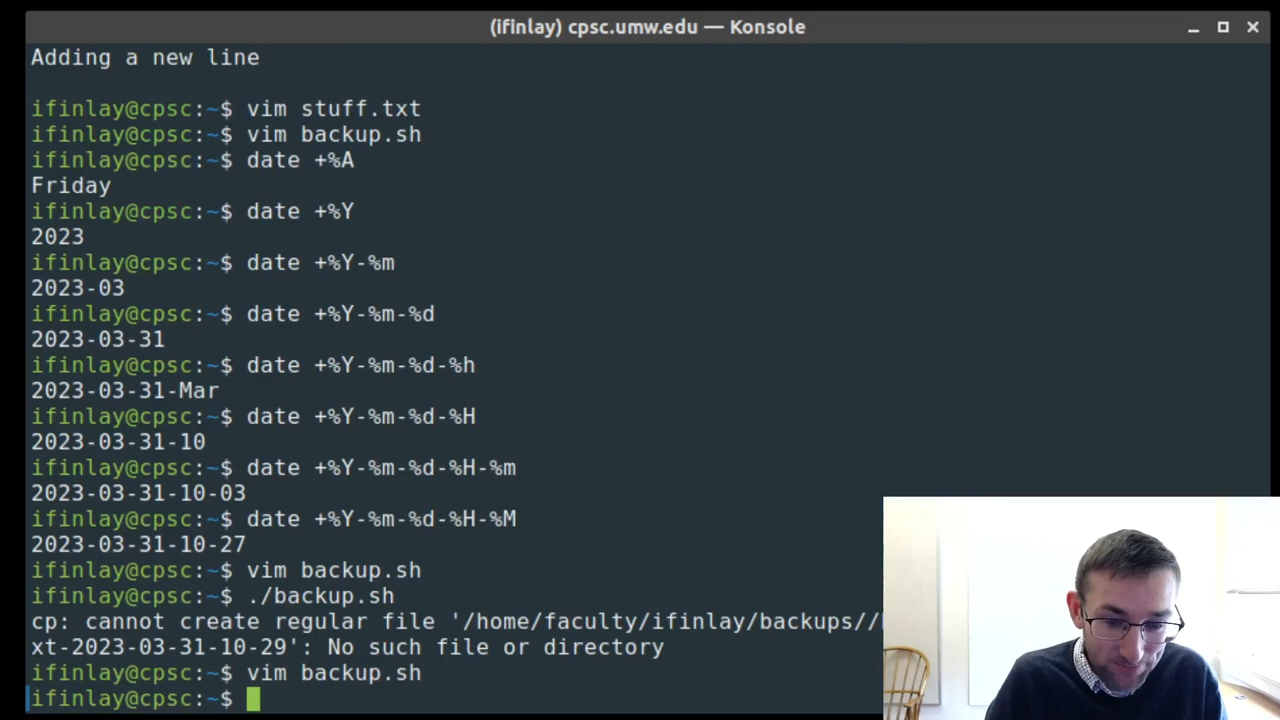 (ifinlay) cpsc.umw.edu — Konsole
Adding a new line
ifinlay@cpsc:~$ vim stuff.txt
ifinlay@cpsc:~$ vim backup.sh
ifinlay@cpsc:~$ date +%A
Friday
ifinlay@cpsc:~$ date +%Y
2023
ifinlay@cpsc:~$ date +%Y-%m
2023-03
ifinlay@cpsc:~$ date +%Y-%m-%d
2023-03-31
ifinlay@cpsc:~$ date +%Y-%m-%d-%h
2023-03-31-Mar
ifinlay@cpsc:~$ date +%Y-%m-%d-%H
2023-03-31-10
ifinlay@cpsc:~$ date +%Y-%m-%d-%H-%m
2023-03-31-10-03
ifinlay@cpsc:~$ date +%Y-%m-%d-%H-%M
2023-03-31-10-27
ifinlay@cpsc:~$ vim backup.sh
ifinlay@cpsc:~$ ./backup.sh
cp: cannot create regular file '/home/faculty/ifinlay/backups//
xt-2023-03-31-10-29': No such file or directory
ifinlay@cpsc:~$ vim backup.sh
ifinlay@cpsc:~$